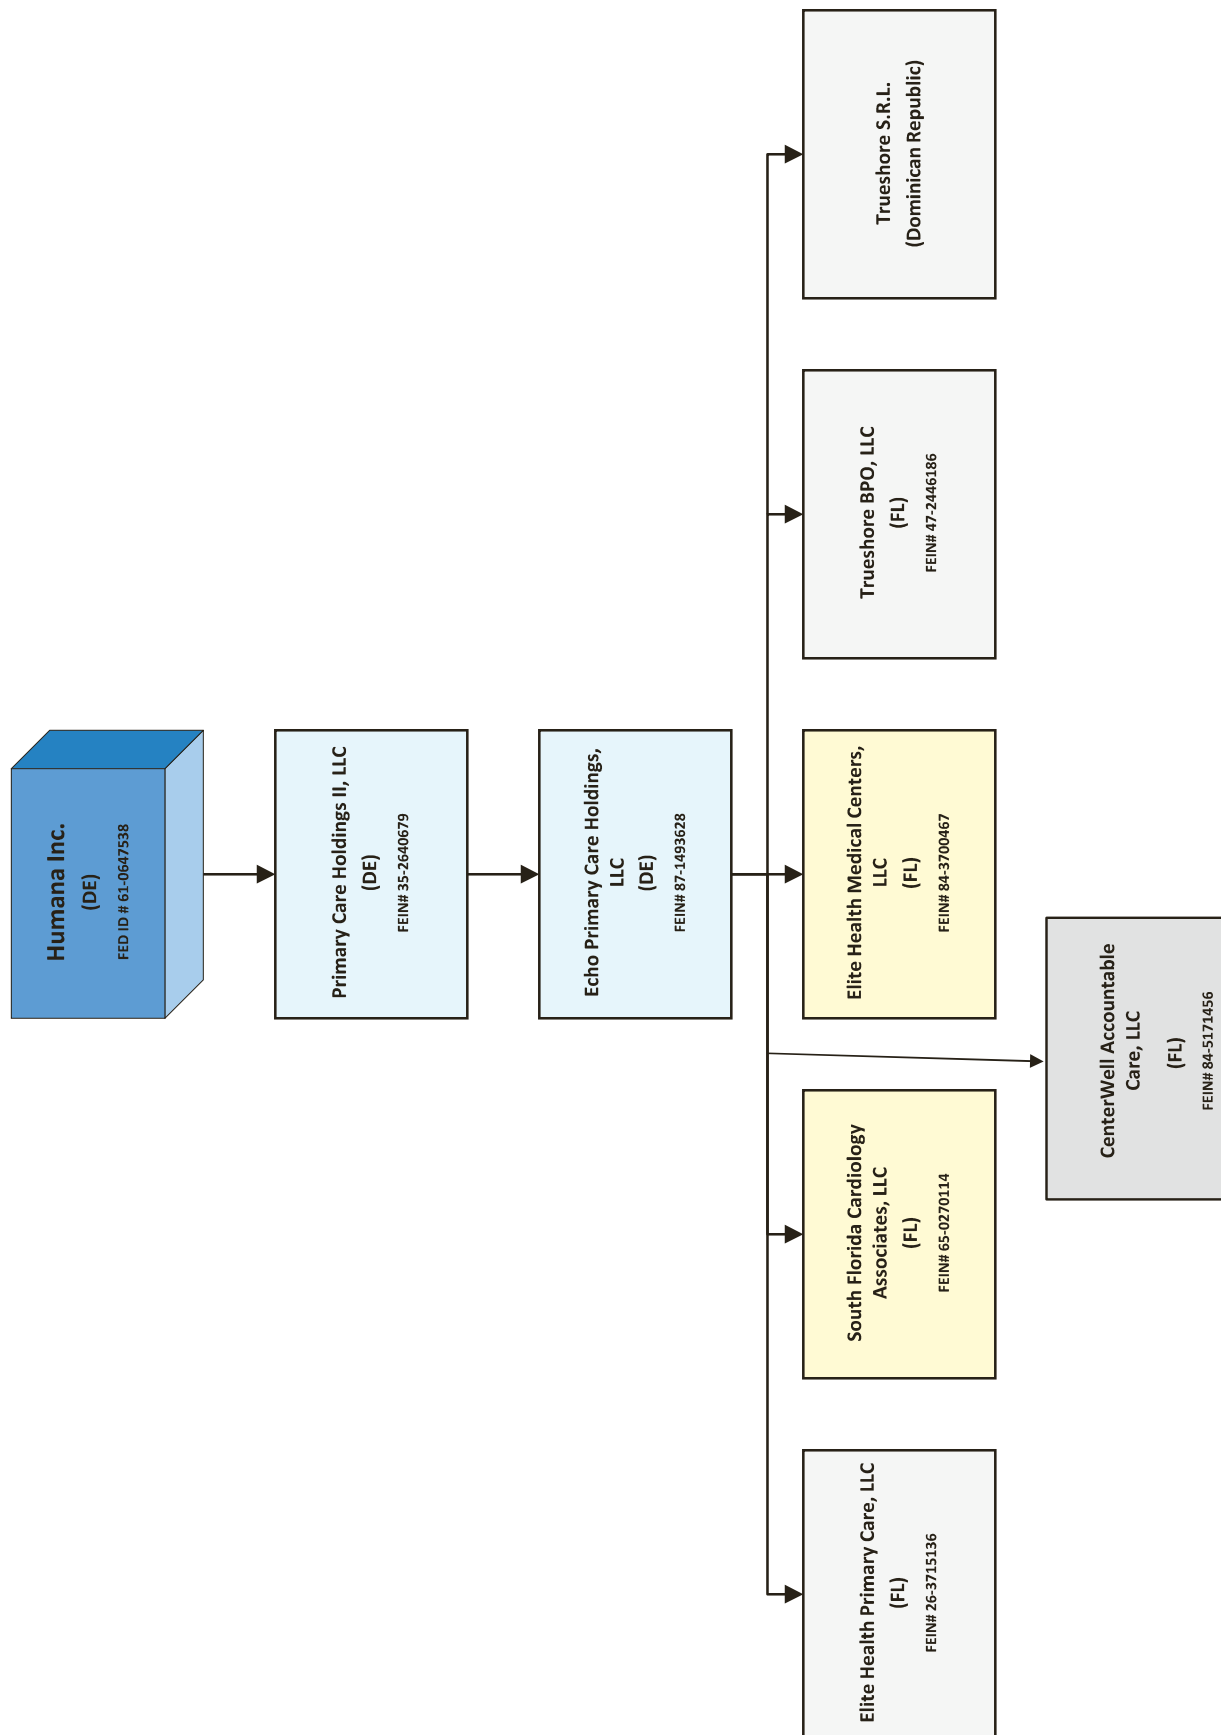 Humana Inc.
(DE)
FED ID # 61-0647538
Primary Care Holdings II, LLC
(DE)
FEIN# 35-2640679
Echo Primary Care Holdings,
LLC
(DE)
FEIN# 87-1493628
Elite Health Primary Care, LLC
(FL)
FEIN# 26-3715136
South Florida Cardiology
Associates, LLC
(FL)
FEIN# 65-0270114
Elite Health Medical Centers,
LLC
(FL)
FEIN# 84-3700467
Trueshore BPO, LLC
(FL)
FEIN# 47-2446186
Trueshore S.R.L.
(Dominican Republic)
CenterWell Accountable
Care, LLC
(FL)
FEIN# 84-5171456